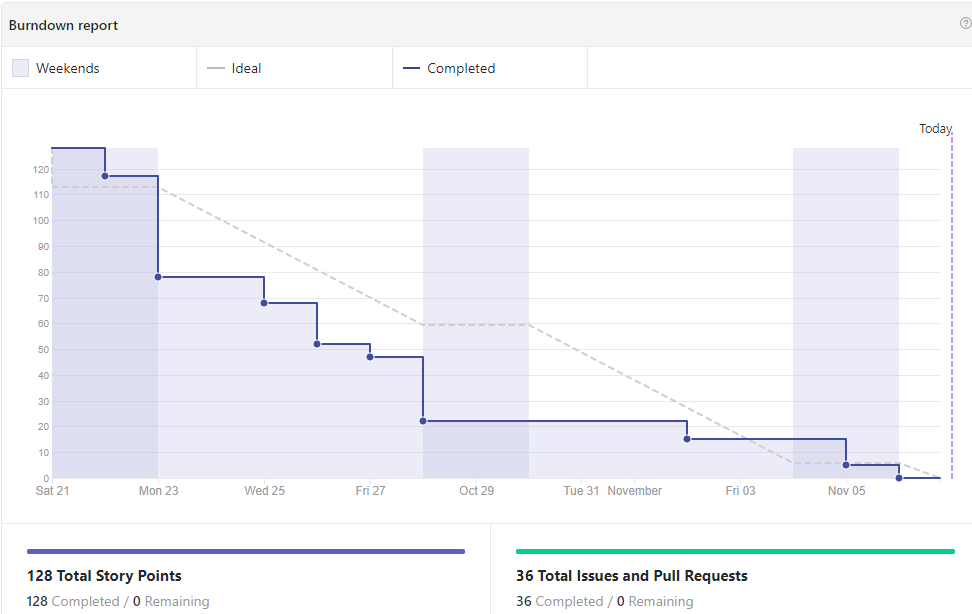 Burndown report
Weekends
Ideal
Completed
Today
120
110
100
90
80
70
60
50
40
30
20
10
0
Sat 21 Mon 23 Wed 25 Fri 27 Oct 29 Tue 31 November Fri 03 Nov 05
128 Total Story Points
128 Completed / 0 Remaining
36 Total Issues and Pull Requests
36 Completed / 0 Remaining